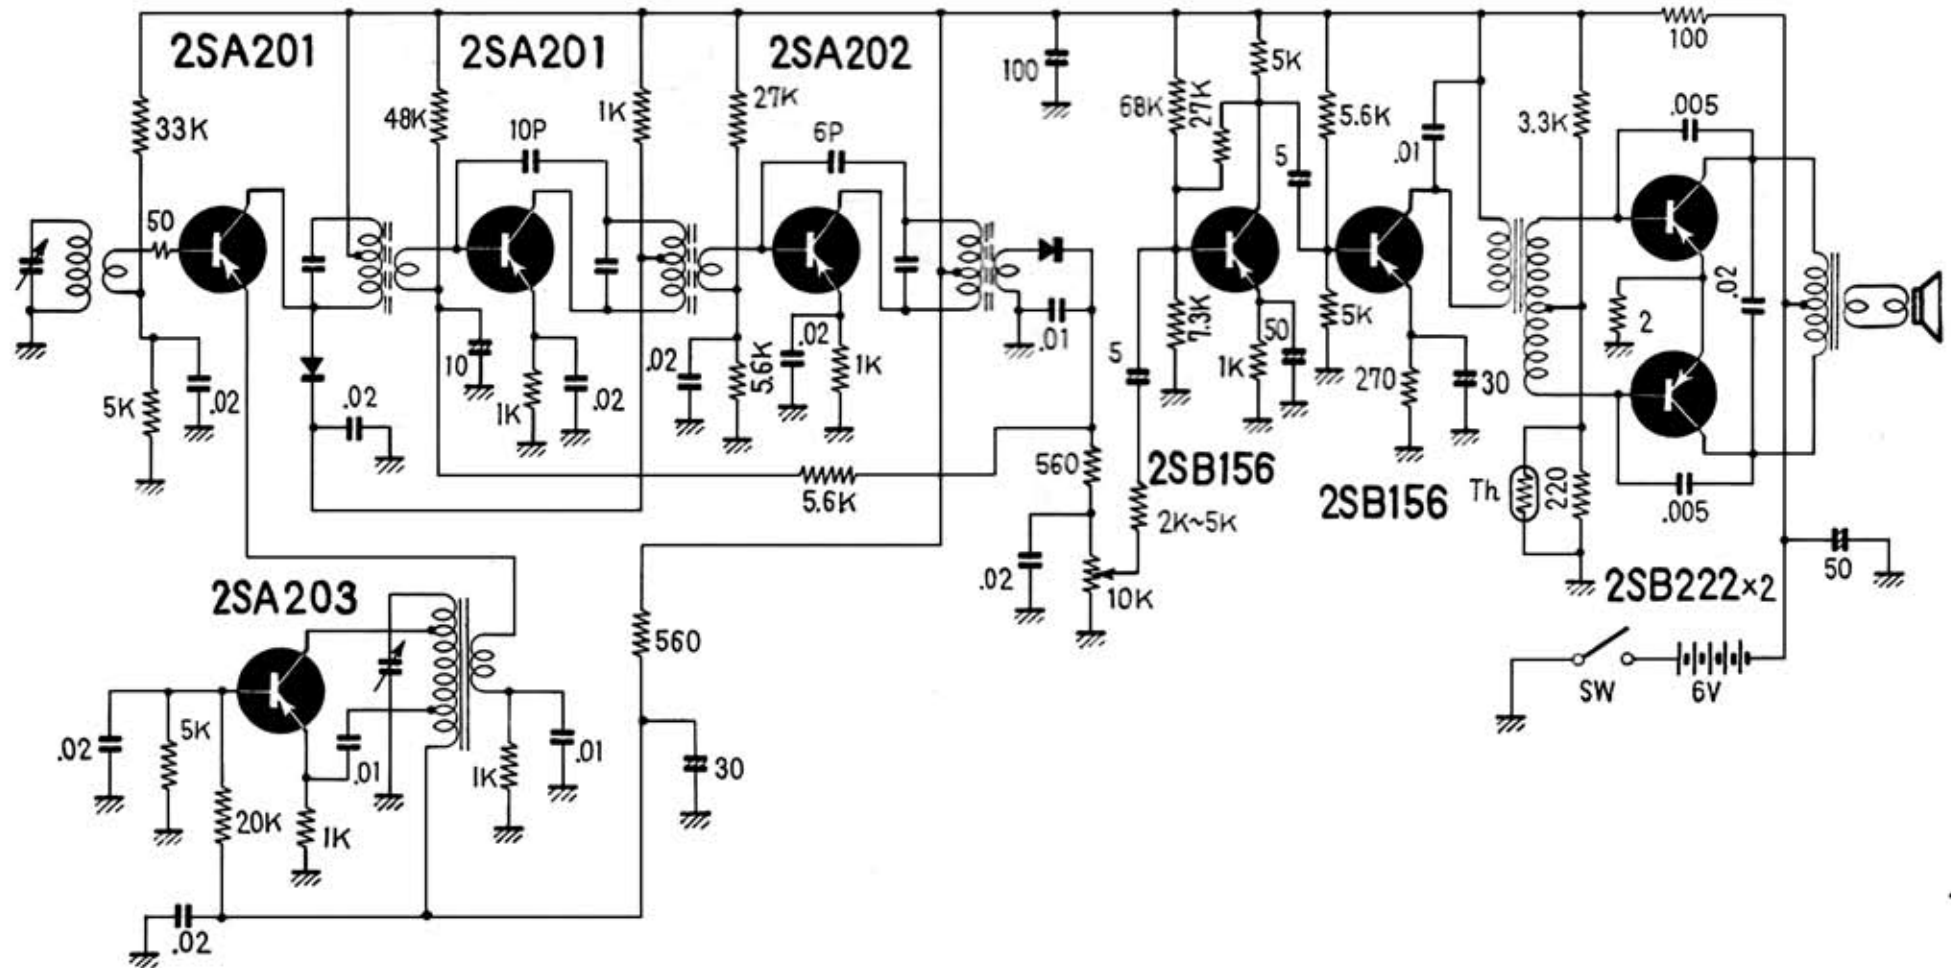 2SA201
2SA201
2SA202
100
100
5K
27K
48K
1K
68K
27K
5.6K
3.3K
.005
33K
10P
6P
5
.01
50
.02
7.3K
5K
2
5K
.02
.02
10
1K
.02
.02
5.6K
.02
1K
.01
5
1K
50
270
30
560
2SB156
2SB156
Th
220
.005
5.6K
2K~5K
.02
10K
50
2SA203
2SB222×2
560
SW
6V
.02
5K
.01
1K
.01
30
20K
1K
.02